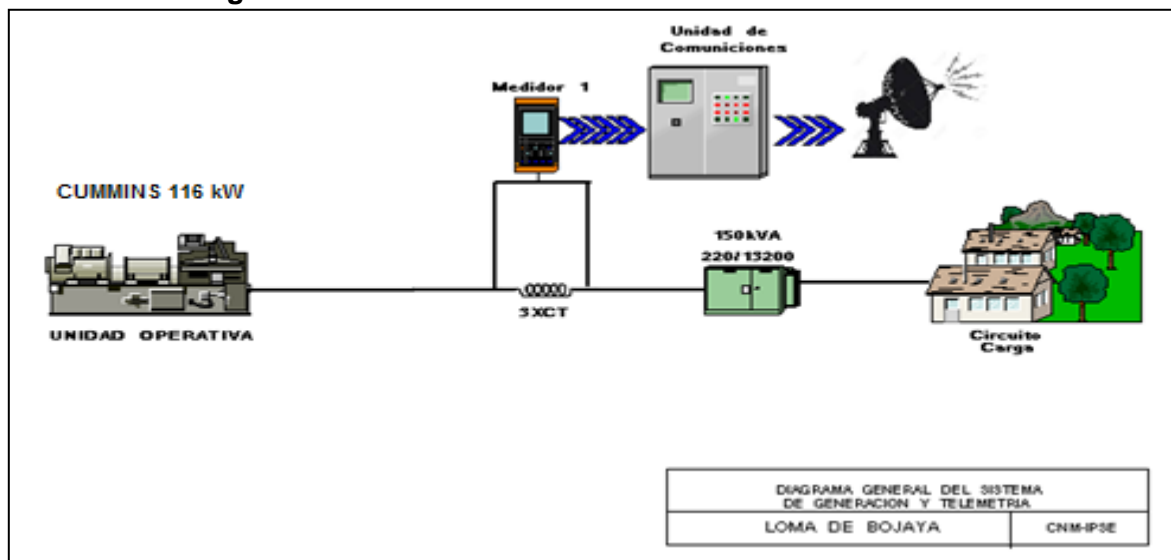 Unidad de
Comuniciones
Medidor 1
CUMMINS 116 kW
150kVA
220/13200
3XCT
UNIDAD OPERATIVA
Circuito
Carga
DIAGRAMA GENERAL DEL SISTEMA
DE GENERACION Y TELEMETRIA
LOMA DE BOJAYA
CNM-IPSE